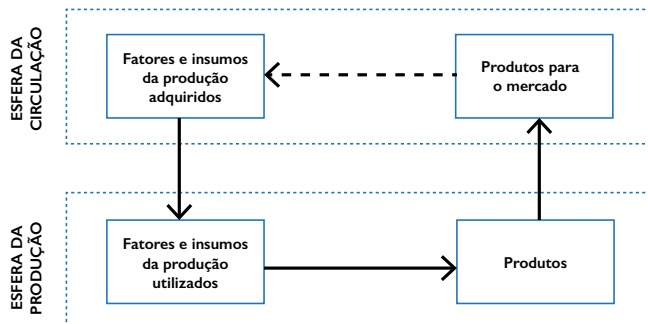 ESFERA DA
CIRCULAÇÃO
Fatores e insumos
da produção
adquiridos
Produtos para
o mercado
ESFERA DA
PRODUÇÃO
Fatores e insumos
da produção
utilizados
Produtos